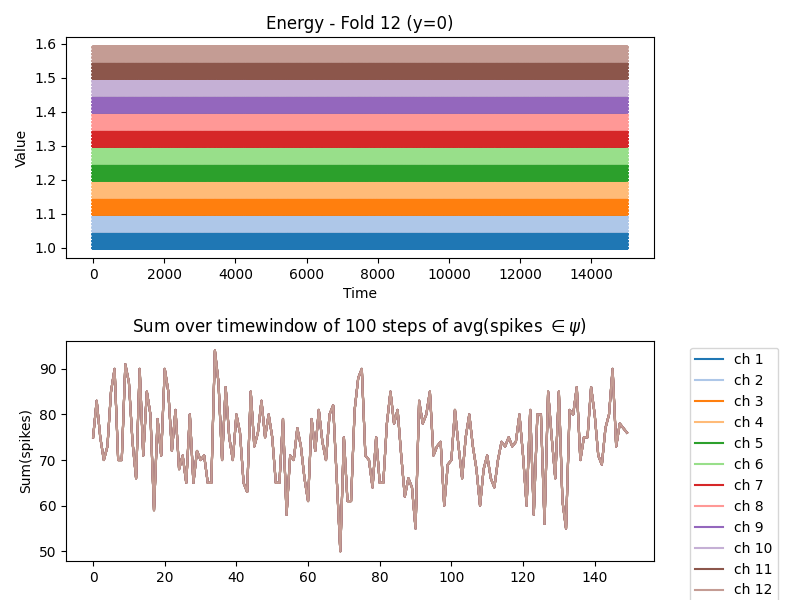 Energy - Fold 12 (y=0)
1.6
1.5
1.4
1.3
1.2
1.1
1.0
Value
0 2000 4000 6000 8000 10000 12000 14000
Time
Sum over timewindow of 100 steps of avg(spikes ∈ ψ)
90
80
70
60
50
Sum(spikes)
0 20 40 60 80 100 120 140
ch 1
ch 2
ch 3
ch 4
ch 5
ch 6
ch 7
ch 8
ch 9
ch 10
ch 11
ch 12